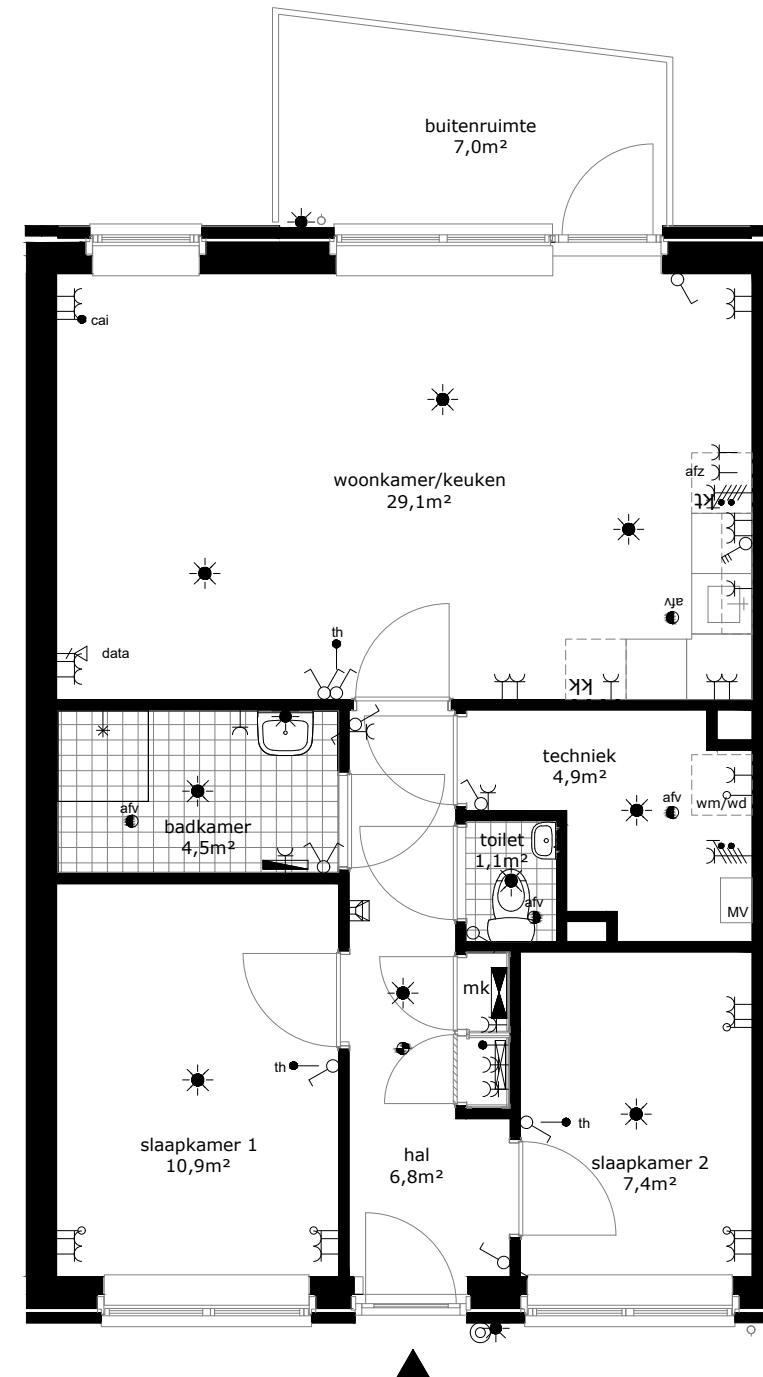 buitenruimte
7,0m²
cai
woonkamer/keuken
29,1m²
afz
kt
afv
data
th
kk
techniek
4,9m²
afv
wm/wd
afv
badkamer
4,5m²
toilet
1,1m²
afv
MV
mk
th
slaapkamer 1
10,9m²
hal
6,8m²
th
slaapkamer 2
7,4m²